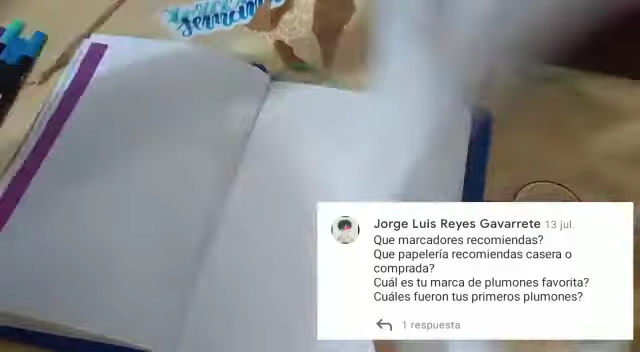 semana
Jorge Luis Reyes Gavarrete 13 jul.
Que marcadores recomiendas?
Que papelería recomiendas casera o
comprada?
Cuál es tu marca de plumones favorita?
Cuáles fueron tus primeros plumones?
1 respuesta